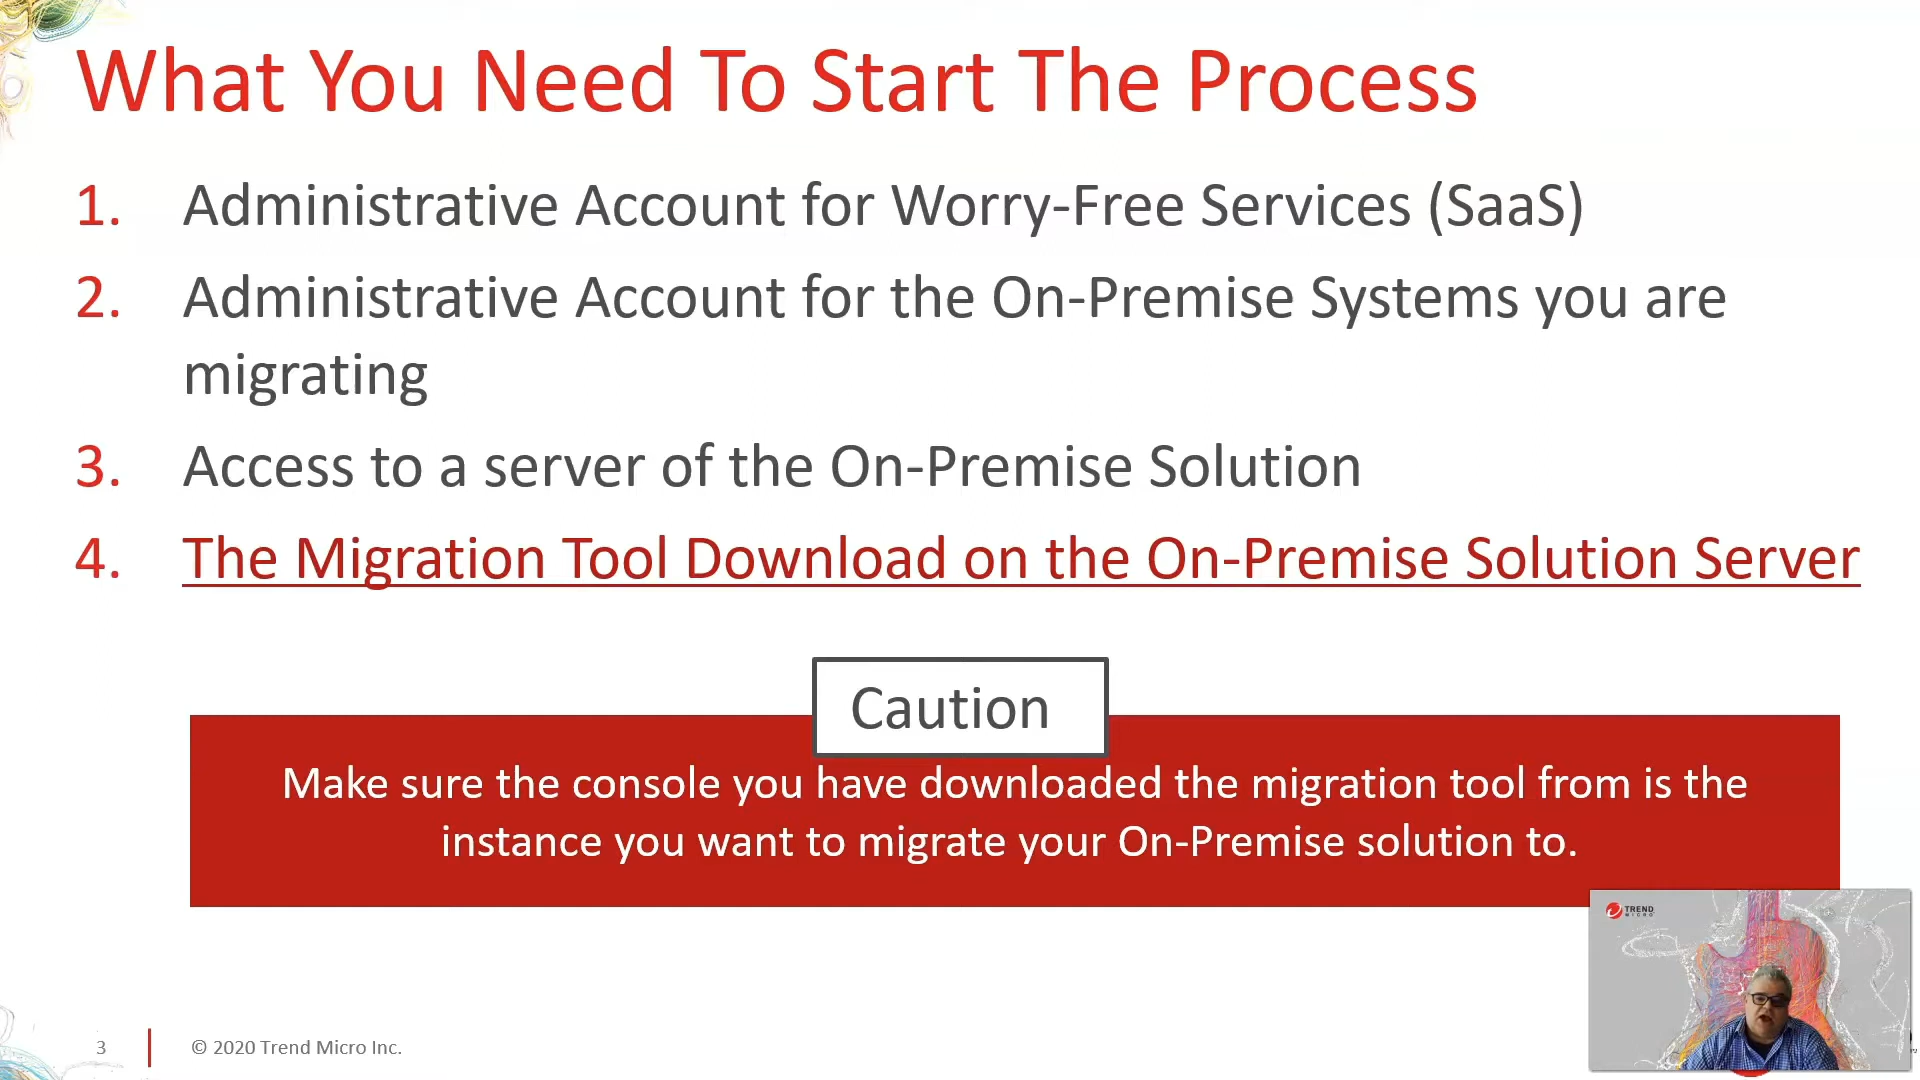 What You Need To Start The Process
1. Administrative Account for Worry-Free Services (SaaS)
2. Administrative Account for the On-Premise Systems you are
migrating
3. Access to a server of the On-Premise Solution
4. The Migration Tool Download on the On-Premise Solution Server
Caution
Make sure the console you have downloaded the migration tool from is the
instance you want to migrate your On-Premise solution to.
TREND
MICRO
3
© 2020 Trend Micro Inc.